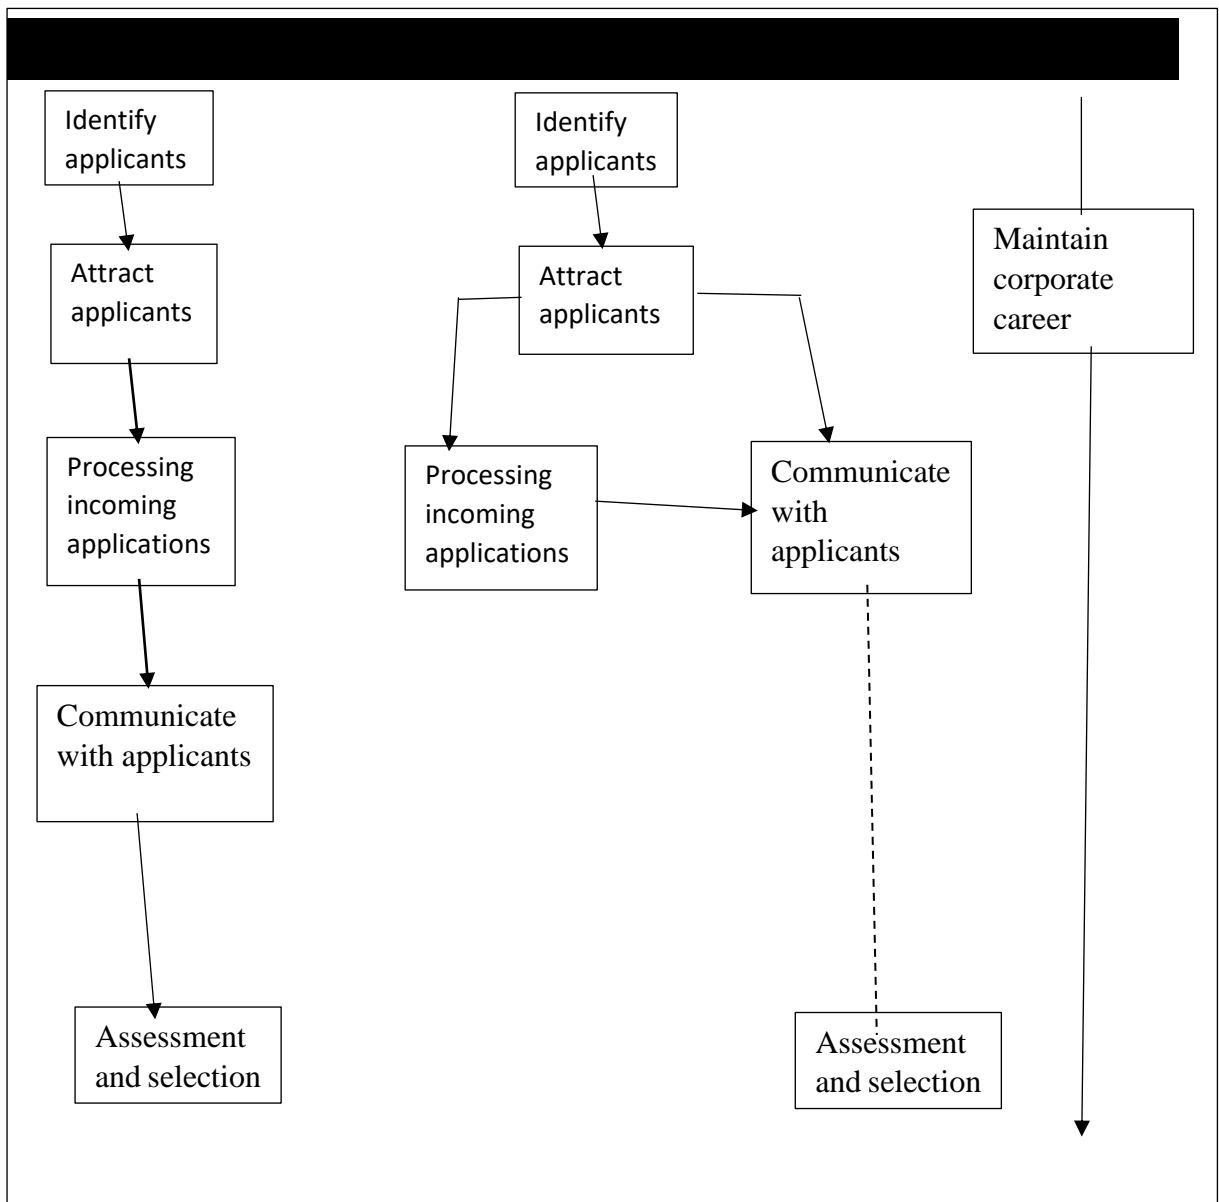 Identify
applicants
Attract
applicants
Processing
incoming
applications
Communicate
with applicants
Assessment
and selection
Identify
applicants
Attract
applicants
Processing
incoming
applications
Communicate
with
applicants
Assessment
and selection
Maintain
corporate
career